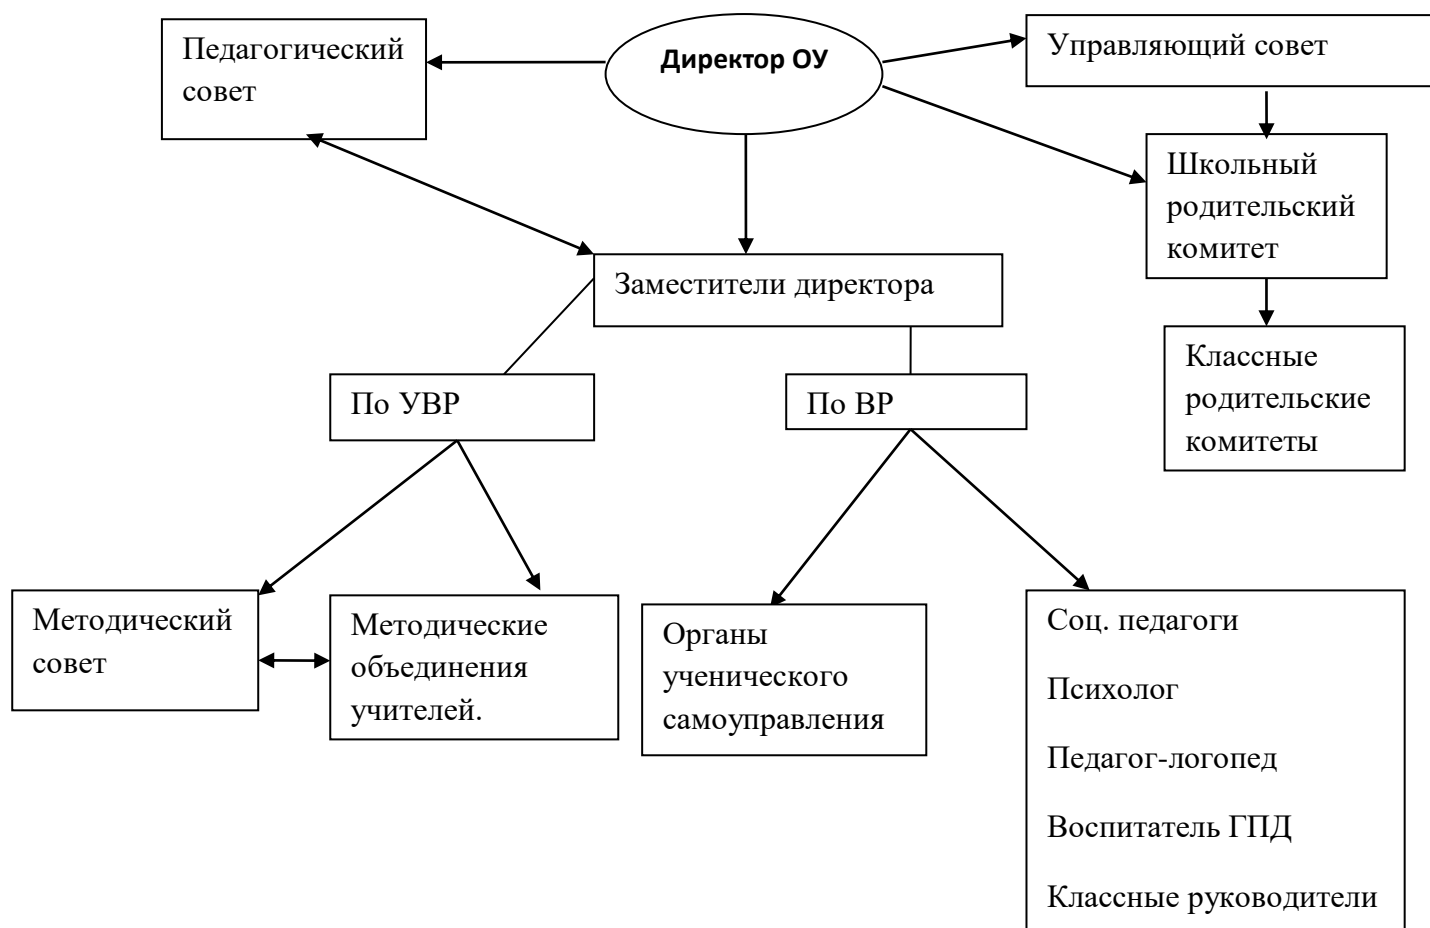 Педагогический
совет
Директор ОУ
Управляющий совет
Школьный
родительский
комитет
Заместители директора
Классные
родительские
комитеты
По УВР
По ВР
Методический
совет
Методические
объединения
учителей.
Органы
ученического
самоуправления
Соц. педагоги
Психолог
Педагог-логопед
Воспитатель ГПД
Классные руководители